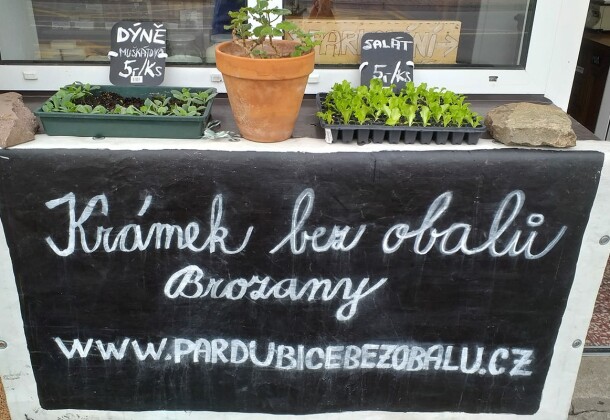 DÝNĚ
MUŠKÁTOVÁ
5,-/KS
SALÁT
5,-/KS
Krámek bez obalů
Brozany
WWW.PARDUBICEBEZOBALU.CZ